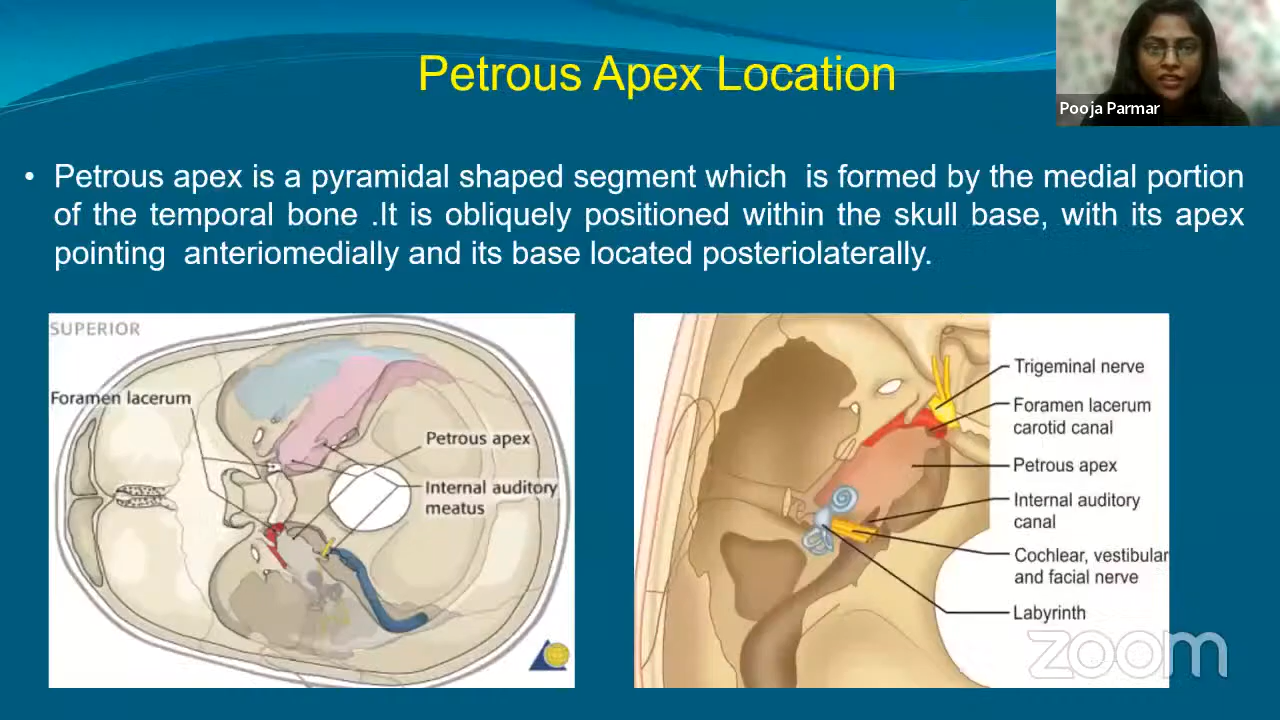 Petrous Apex Location
Pooja Parmar
• Petrous apex is a pyramidal shaped segment which is formed by the medial portion
of the temporal bone .It is obliquely positioned within the skull base, with its apex
pointing anteriomedially and its base located posteriolaterally.
SUPERIOR
Foramen lacerum
Petrous apex
Internal auditory
meatus
Trigeminal nerve
Foramen lacerum
carotid canal
Petrous apex
Internal auditory
canal
Cochlear, vestibular
and facial nerve
Labyrinth
zoom